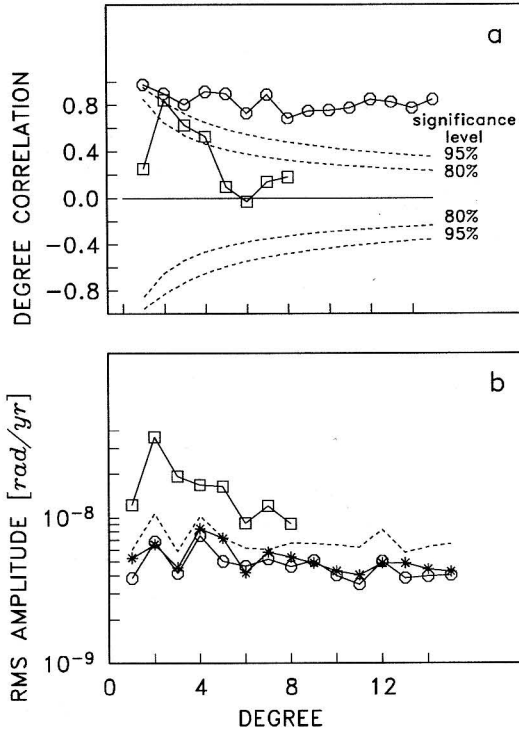 a
DEGREE CORRELATION
0.8
0.4
0.0
−0.4
−0.8
significance
level
95%
80%
80%
95%
b
RMS AMPLITUDE [rad/yr]
10⁻⁸
10⁻⁹
0 4 8 12
DEGREE